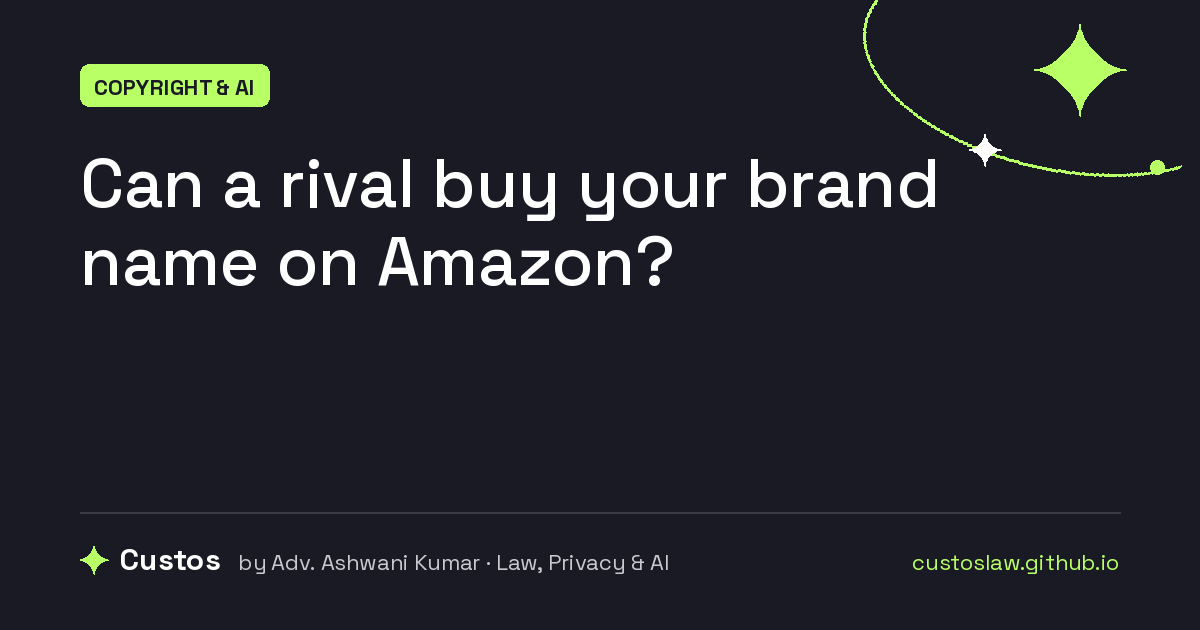 COPYRIGHT & AI
Can a rival buy your brand
name on Amazon?
Custos by Adv. Ashwani Kumar · Law, Privacy & AI
custoslaw.github.io